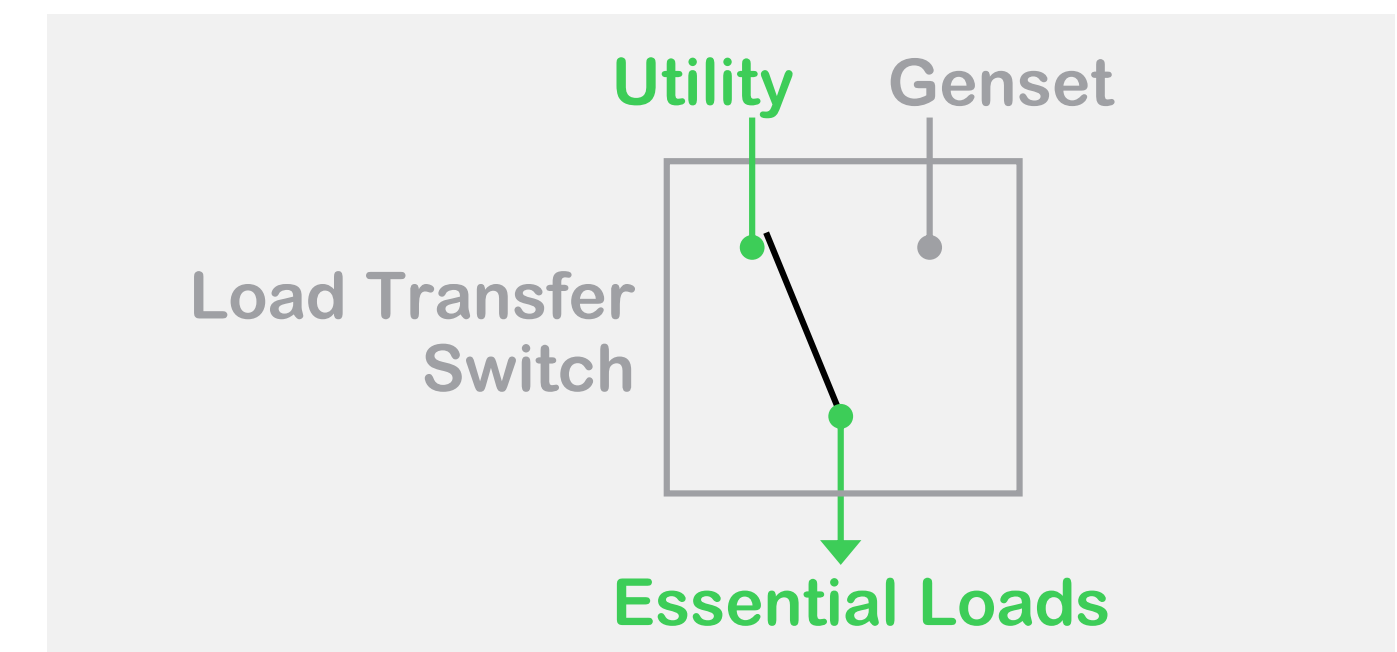 Utility
Genset
Load Transfer
Switch
Essential Loads